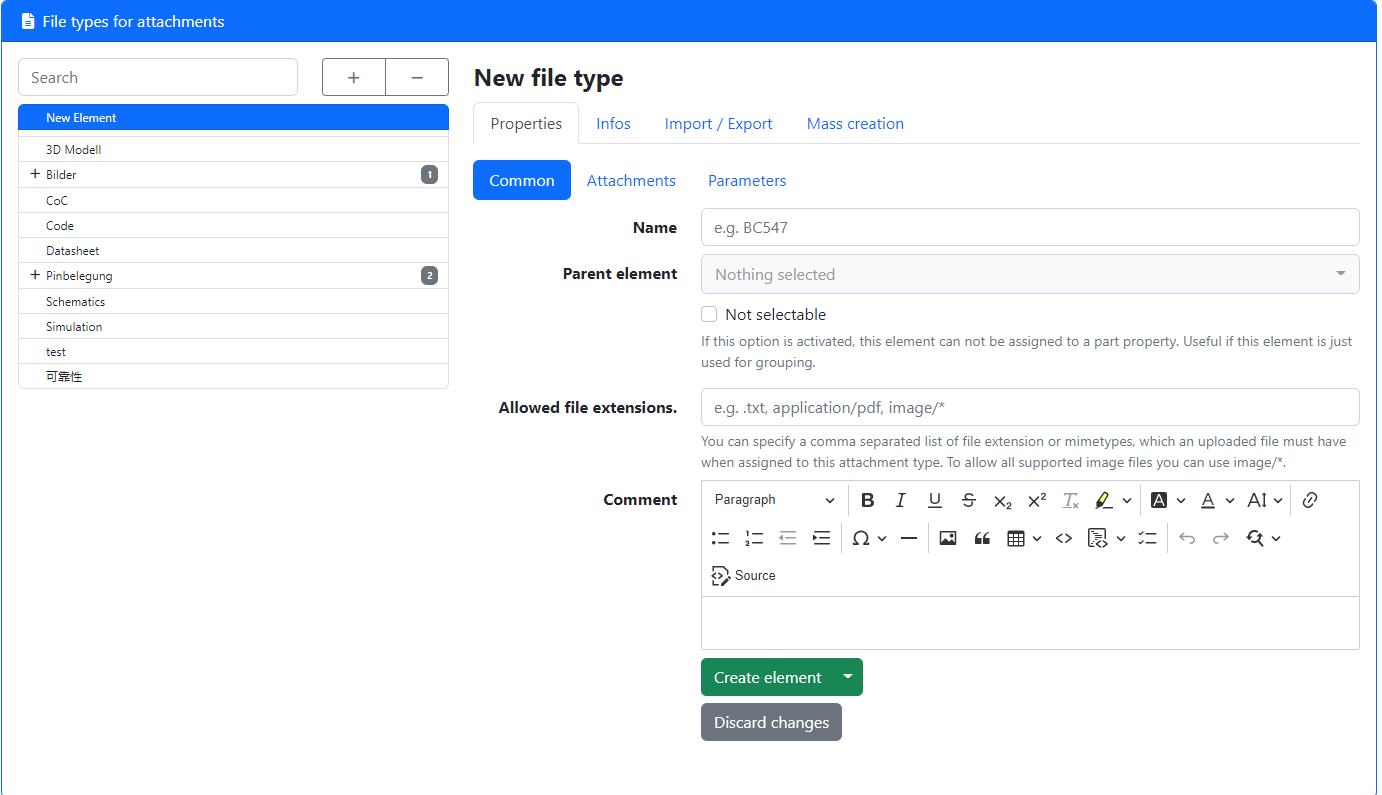 File types for attachments
Search
New Element
3D Modell
Bilder 1
CoC
Code
Datasheet
Pinbelegung 2
Schematics
Simulation
test
可靠性
New file type
Properties Infos Import / Export Mass creation
Common Attachments Parameters
Name e.g. BC547
Parent element Nothing selected
Not selectable
If this option is activated, this element can not be assigned to a part property. Useful if this element is just
used for grouping.
Allowed file extensions. e.g. .txt, application/pdf, image/*
You can specify a comma separated list of file extension or mimetypes, which an uploaded file must have
when assigned to this attachment type. To allow all supported image files you can use image/*.
Comment Paragraph
Source
Create element
Discard changes